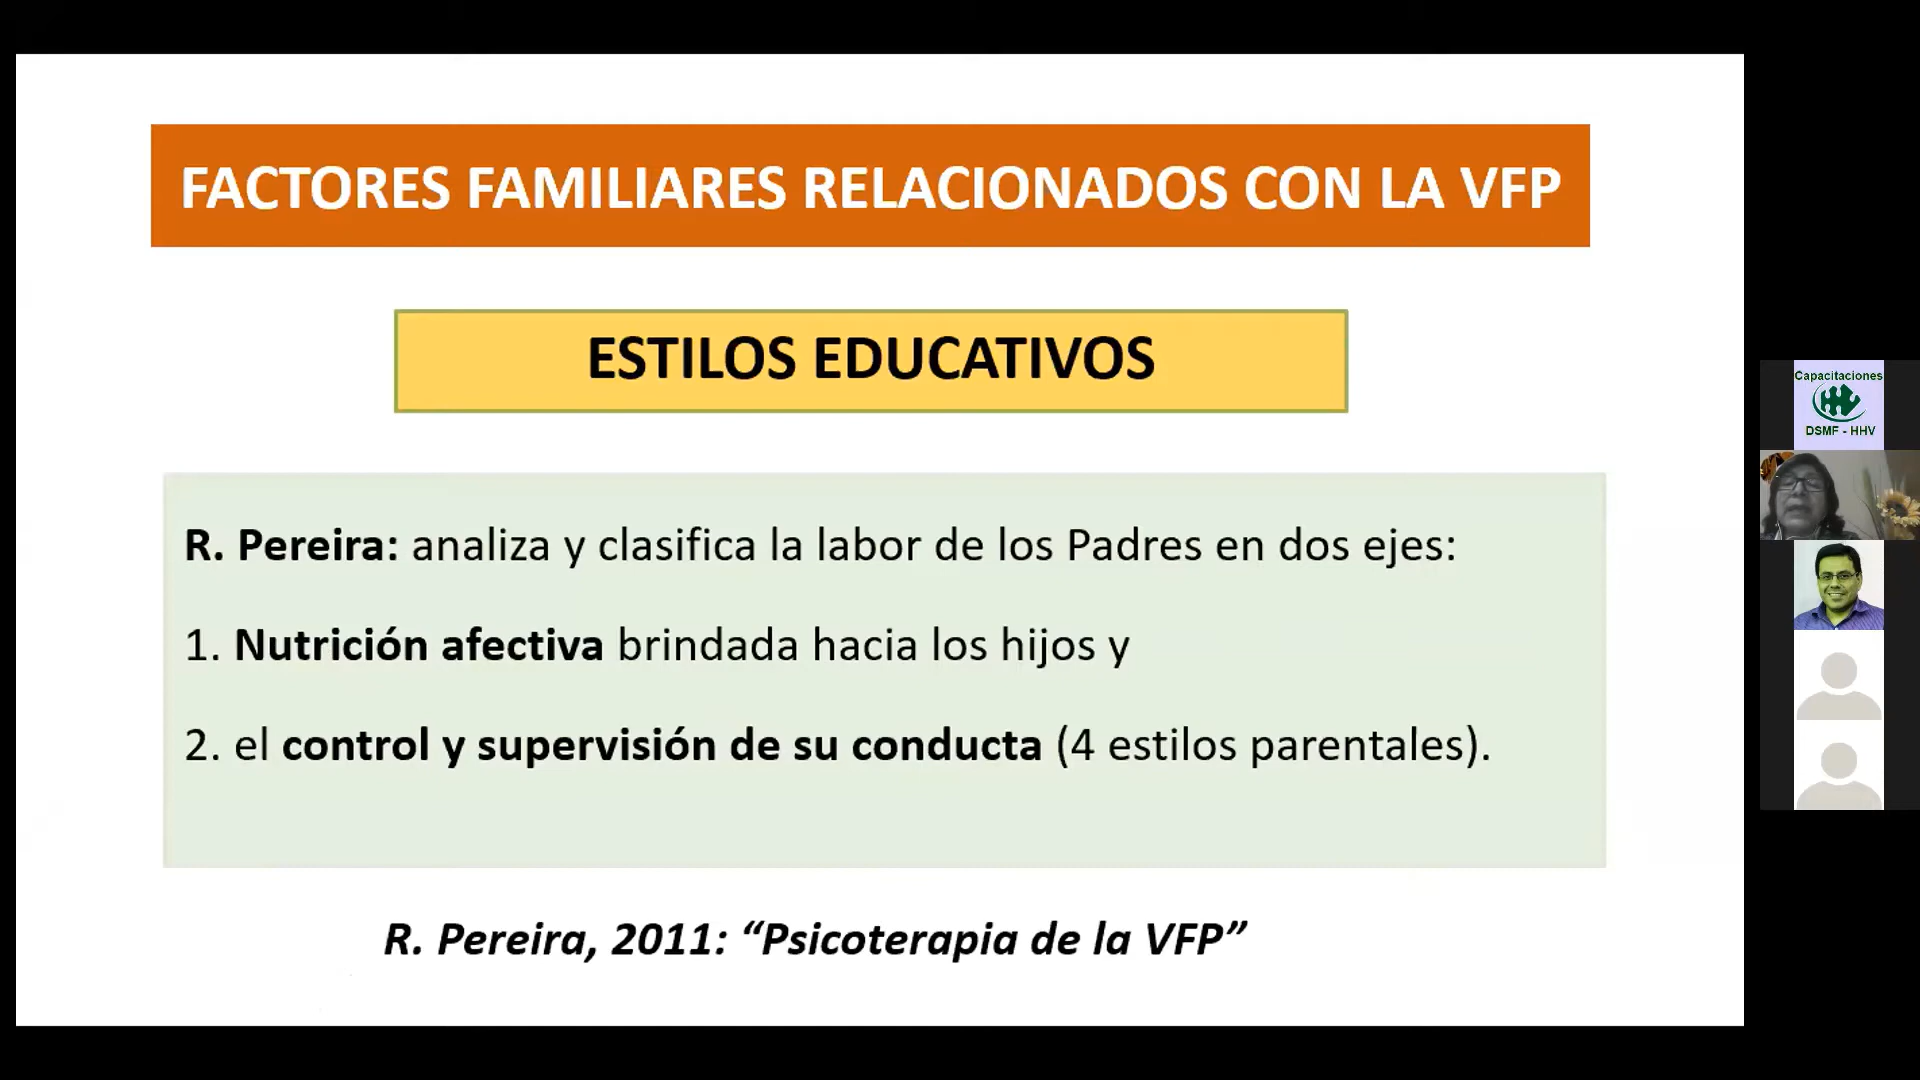 FACTORES FAMILIARES RELACIONADOS CON LA VFP
ESTILOS EDUCATIVOS
R. Pereira: analiza y clasifica la labor de los Padres en dos ejes:
1. Nutrición afectiva brindada hacia los hijos y
2. el control y supervisión de su conducta (4 estilos parentales).
R. Pereira, 2011: “Psicoterapia de la VFP”
Capacitaciones
DSMF - HHV